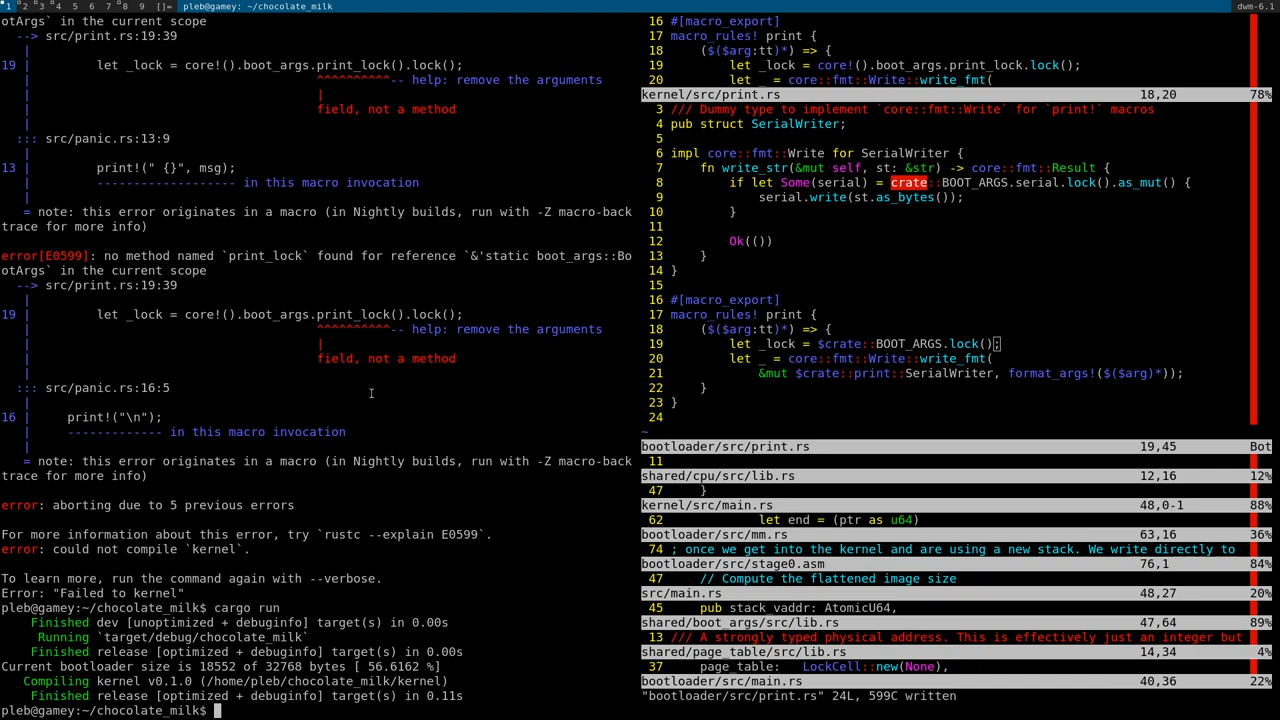 1 2 3 4 5 6 7 8 9 []= pleb@gamey: ~/chocolate_milk dwm-6.1
otArgs` in the current scope
--> src/print.rs:19:39
|
19 | let _lock = core!().boot_args.print_lock().lock();
| ^^^^^^^^^^-- help: remove the arguments
| |
| field, not a method
|
::: src/panic.rs:13:9
|
13 | print!(" {}", msg);
| ------------------- in this macro invocation
|
= note: this error originates in a macro (in Nightly builds, run with -Z macro-back
trace for more info)
error[E0599]: no method named `print_lock` found for reference `&'static boot_args::Bo
otArgs` in the current scope
--> src/print.rs:19:39
|
19 | let _lock = core!().boot_args.print_lock().lock();
| ^^^^^^^^^^-- help: remove the arguments
| |
| field, not a method
|
::: src/panic.rs:16:5
|
16 | print!("\n");
| ------------- in this macro invocation
|
= note: this error originates in a macro (in Nightly builds, run with -Z macro-back
trace for more info)
error: aborting due to 5 previous errors
For more information about this error, try `rustc --explain E0599`.
error: could not compile `kernel`.
To learn more, run the command again with --verbose.
Error: "Failed to kernel"
pleb@gamey:~/chocolate_milk$ cargo run
Finished dev [unoptimized + debuginfo] target(s) in 0.00s
Running `target/debug/chocolate_milk`
Finished release [optimized + debuginfo] target(s) in 0.00s
Current bootloader size is 18552 of 32768 bytes [ 56.6162 %]
Compiling kernel v0.1.0 (/home/pleb/chocolate_milk/kernel)
Finished release [optimized + debuginfo] target(s) in 0.11s
pleb@gamey:~/chocolate_milk$
16 #[macro_export]
17 macro_rules! print {
18 ($($arg:tt)*) => {
19 let _lock = core!().boot_args.print_lock.lock();
20 let _ = core::fmt::Write::write_fmt(
kernel/src/print.rs 18,20 78%
3 /// Dummy type to implement `core::fmt::Write` for `print!` macros
4 pub struct SerialWriter;
5
6 impl core::fmt::Write for SerialWriter {
7 fn write_str(&mut self, st: &str) -> core::fmt::Result {
8 if let Some(serial) = crate::BOOT_ARGS.serial.lock().as_mut() {
9 serial.write(st.as_bytes());
10 }
11
12 Ok(())
13 }
14 }
15
16 #[macro_export]
17 macro_rules! print {
18 ($($arg:tt)*) => {
19 let _lock = $crate::BOOT_ARGS.lock();
20 let _ = core::fmt::Write::write_fmt(
21 &mut $crate::print::SerialWriter, format_args!($($arg)*));
22 }
23 }
24
~
bootloader/src/print.rs 19,45 Bot
11
shared/cpu/src/lib.rs 12,16 12%
47 }
kernel/src/main.rs 48,0-1 88%
62 let end = (ptr as u64)
bootloader/src/mm.rs 63,16 36%
74 ; once we get into the kernel and are using a new stack. We write directly to
bootloader/src/stage0.asm 76,1 84%
47 // Compute the flattened image size
src/main.rs 48,27 20%
45 pub stack_vaddr: AtomicU64,
shared/boot_args/src/lib.rs 47,64 89%
13 /// A strongly typed physical address. This is effectively just an integer but
shared/page_table/src/lib.rs 14,34 4%
37 page_table: LockCell::new(None),
bootloader/src/main.rs 40,36 22%
"bootloader/src/print.rs" 24L, 599C written